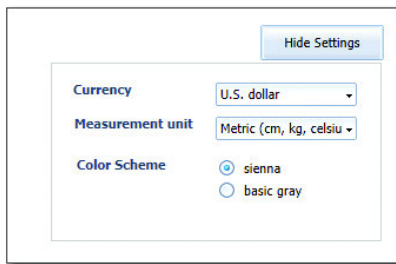 Hide Settings
Currency
U.S. dollar
Measurement unit
Metric (cm, kg, celsiu
Color Scheme
sienna
basic gray